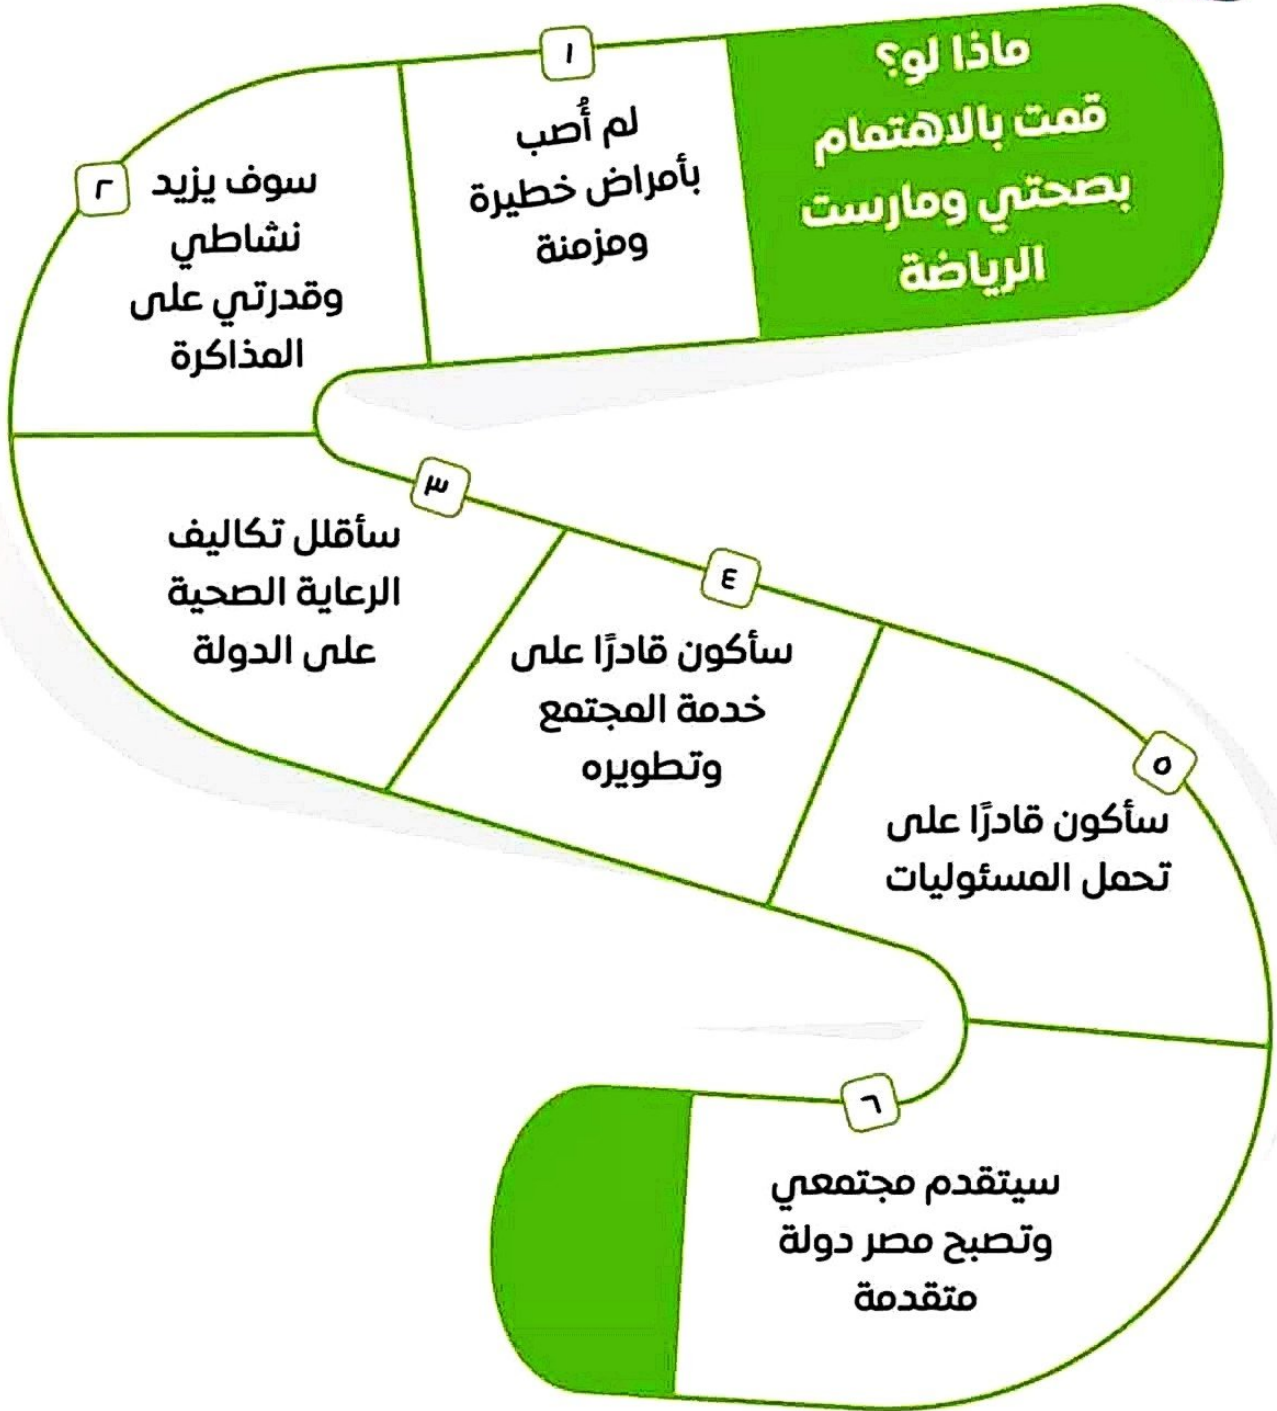 ماذا لو؟
قمت بالاهتمام
بصحتي ومارست
الرياضة
١
لم أُصب
بأمراض خطيرة
ومزمنة
٢
سوف يزيد
نشاطي
وقدرتي على
المذاكرة
٣
سأقلل تكاليف
الرعاية الصحية
على الدولة
٤
سأكون قادرًا على
خدمة المجتمع
وتطويره
٥
سأكون قادرًا على
تحمل المسئوليات
٦
سيتقدم مجتمعي
وتصبح مصر دولة
متقدمة